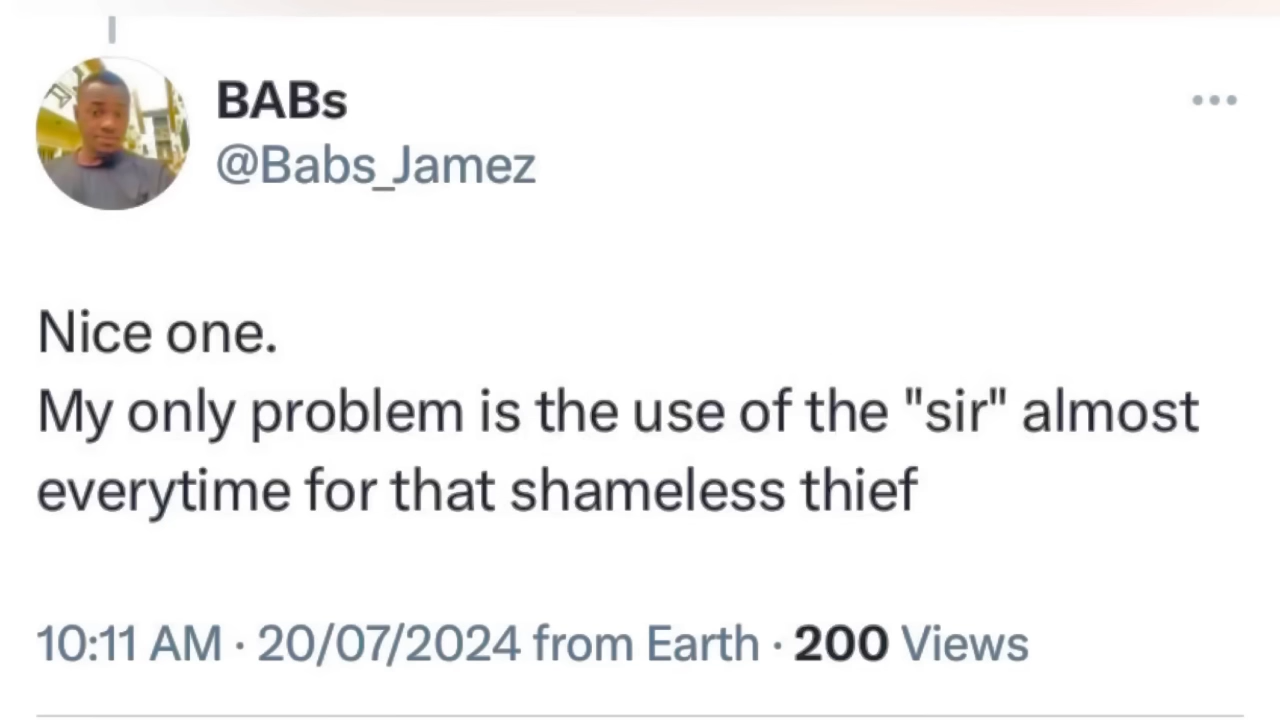 BABs
@Babs_Jamez
Nice one.
My only problem is the use of the "sir" almost
everytime for that shameless thief
10:11 AM · 20/07/2024 from Earth · 200 Views